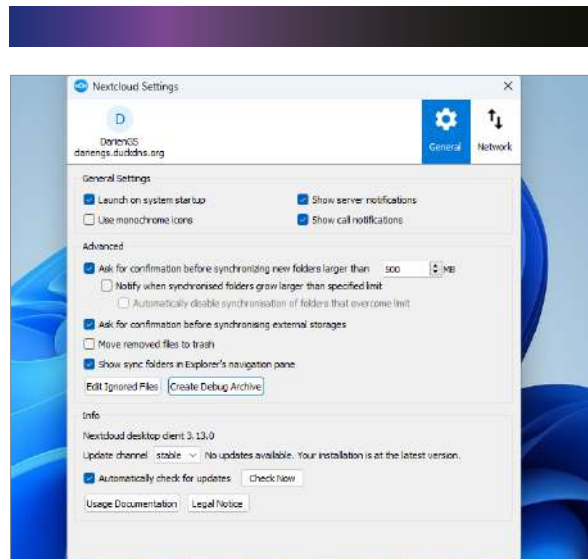 Nextcloud Settings
D
DarienGS
dariengs.duckdns.org
General
Network
General Settings
Launch on system startup
Show server notifications
Use monochrome icons
Show call notifications
Advanced
Ask for confirmation before synchronizing new folders larger than 500 MB
Notify when synchronised folders grow larger than specified limit
Automatically disable synchronisation of folders that overcome limit
Ask for confirmation before synchronising external storages
Move removed files to trash
Show sync folders in Explorer's navigation pane
Edit Ignored Files Create Debug Archive
Info
Nextcloud desktop client 3.13.0
Update channel stable No updates available. Your installation is at the latest version.
Automatically check for updates Check Now
Usage Documentation Legal Notice